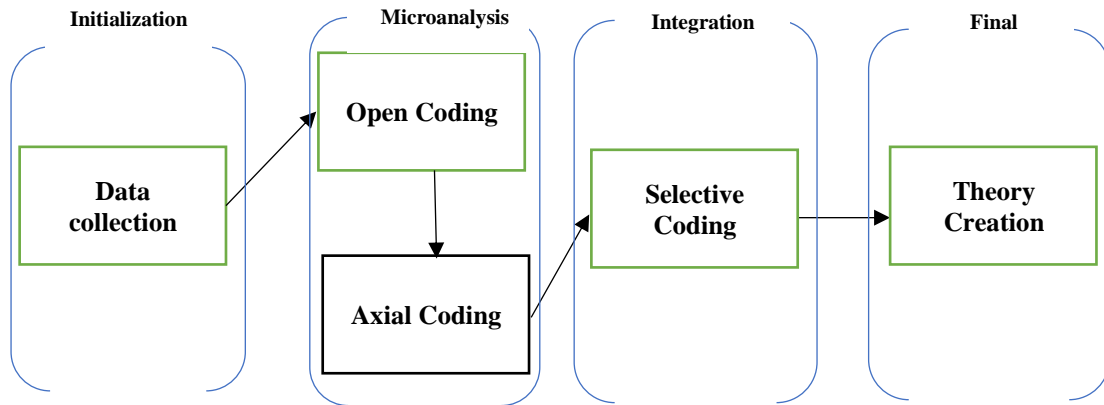 Initialization
Microanalysis
Integration
Final
Data
collection
Open Coding
Axial Coding
Selective
Coding
Theory
Creation